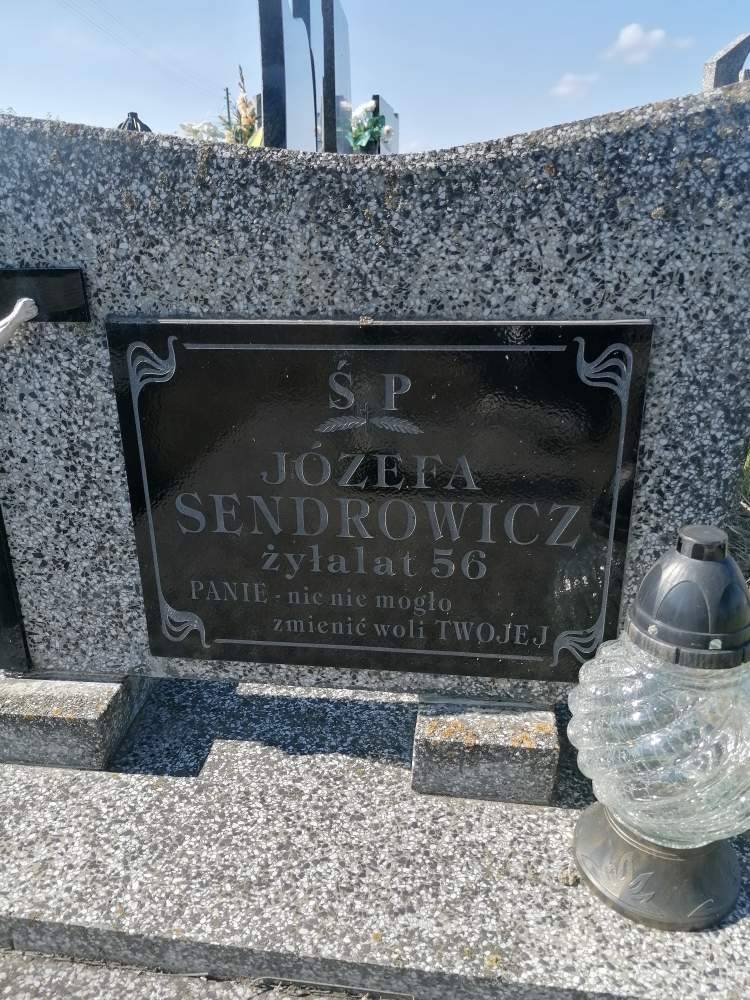 Ś P
JÓZEFA
SENDROWICZ
żyłalat 56
PANIE - nic nie mogło
zmienić woli TWOJEJ